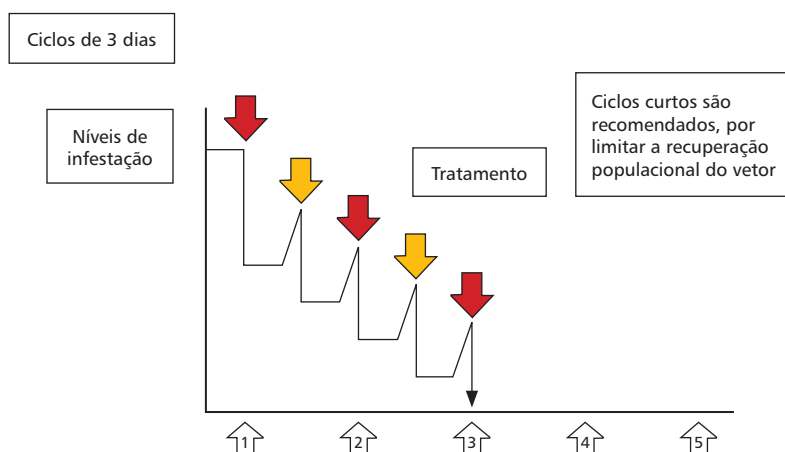 Ciclos de 3 dias
Níveis de
infestação
Tratamento
Ciclos curtos são
recomendados, por
limitar a recuperação
populacional do vetor
1
2
3
4
5